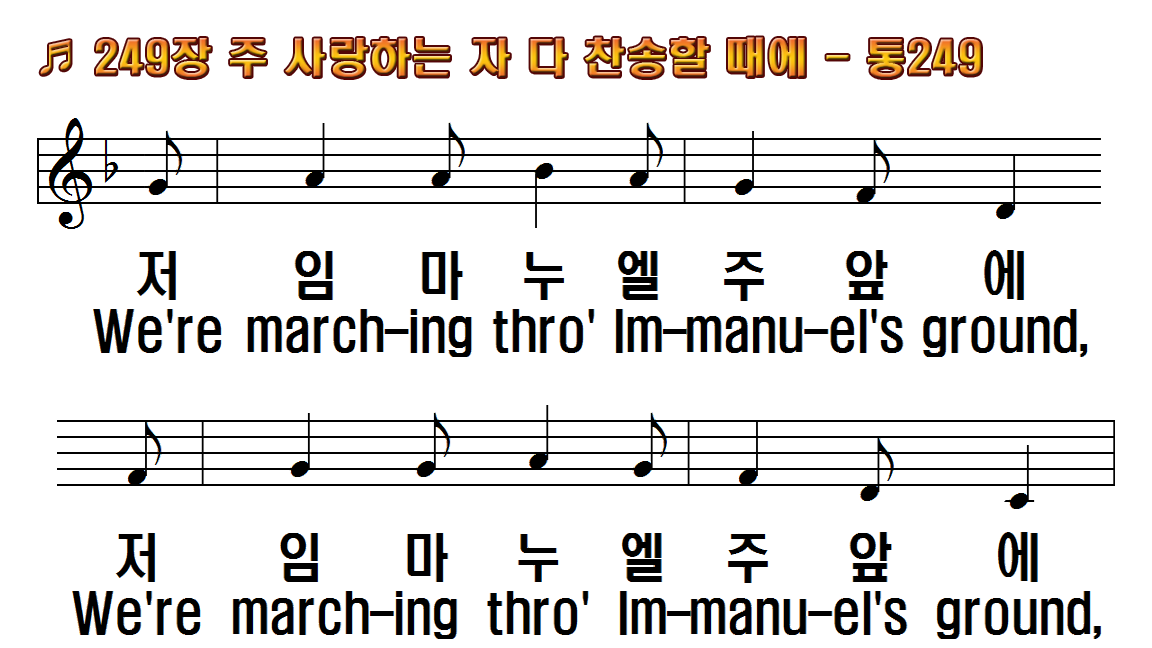 ♬ 249장 주 사랑하는 자 다 찬송할 때에 - 통249
저 임 마 누 엘 주 앞 에
We're march-ing thro' Im-manu-el's ground,
저 임 마 누 엘 주 앞 에
We're march-ing thro' Im-manu-el's ground,